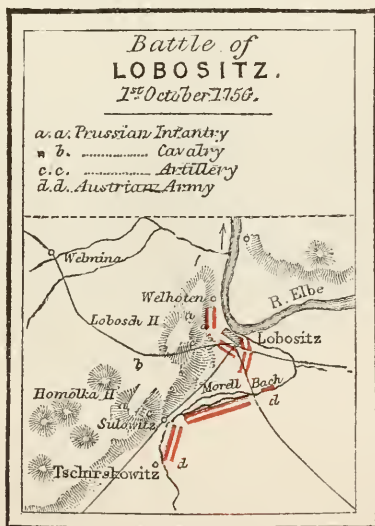 Battle of
LOBOSITZ.
1st October 1756.
a.a. Prussian Infantry
b. ............ Cavalry
c.c. ............ Artillery
d.d. Austrian Army
Welmina
Welhoten
R. Elbe
Lobosch H
a
Lobositz
b
Morell Bach
Homolka H
d
Sulowitz
Tschirskowitz
d